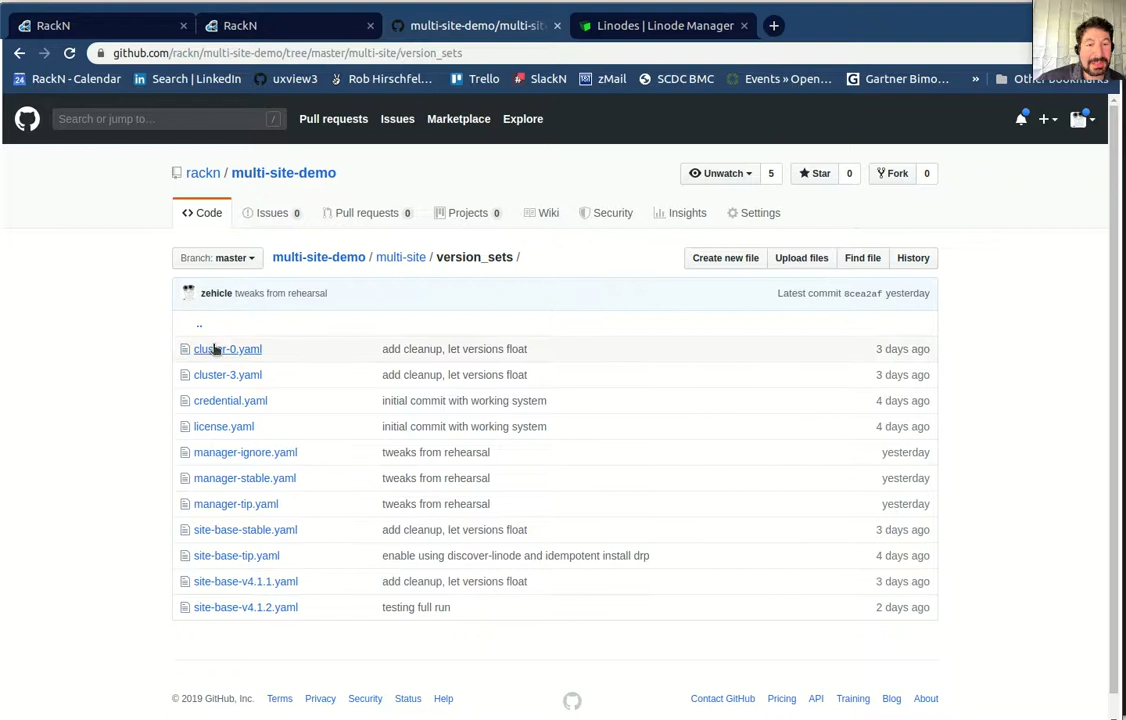 RackN
RackN
multi-site-demo/multi-sit
Linodes | Linode Manager
github.com/rackn/multi-site-demo/tree/master/multi-site/version_sets
24 RackN - Calendar
Search | LinkedIn
uxview3
Rob Hirschfel...
Trello
SlackN
zMail
SCDC BMC
Events » Open...
Gartner Bimo...
»
Other Bookmarks
Search or jump to…
/
Pull requests
Issues
Marketplace
Explore
rackn / multi-site-demo
Unwatch 5
Star 0
Fork 0
Code
Issues 0
Pull requests 0
Projects 0
Wiki
Security
Insights
Settings
Branch: master
multi-site-demo / multi-site / version_sets /
Create new file
Upload files
Find file
History
zehicle tweaks from rehearsal
Latest commit 8cea2af yesterday
..
cluster-0.yaml add cleanup, let versions float 3 days ago
cluster-3.yaml add cleanup, let versions float 3 days ago
credential.yaml initial commit with working system 4 days ago
license.yaml initial commit with working system 4 days ago
manager-ignore.yaml tweaks from rehearsal yesterday
manager-stable.yaml tweaks from rehearsal yesterday
manager-tip.yaml tweaks from rehearsal yesterday
site-base-stable.yaml add cleanup, let versions float 3 days ago
site-base-tip.yaml enable using discover-linode and idempotent install drp 4 days ago
site-base-v4.1.1.yaml add cleanup, let versions float 3 days ago
site-base-v4.1.2.yaml testing full run 2 days ago
© 2019 GitHub, Inc.
Terms
Privacy
Security
Status
Help
Contact GitHub
Pricing
API
Training
Blog
About